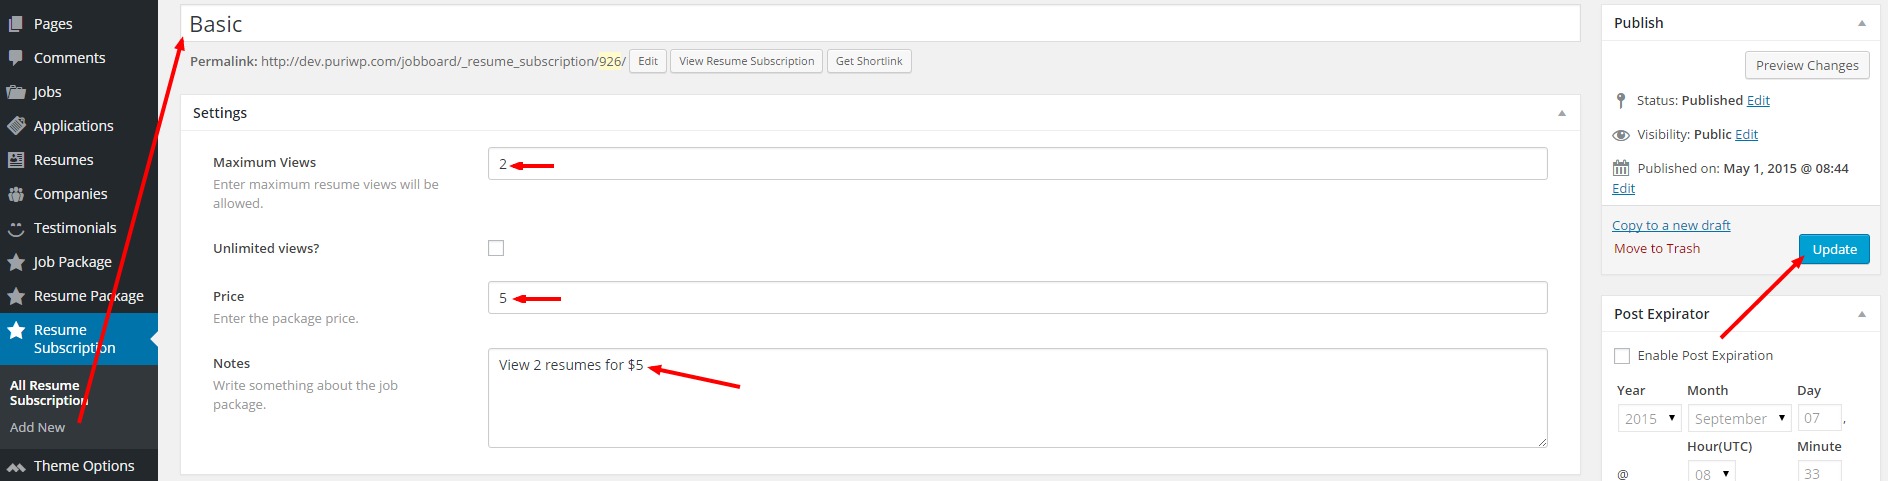 Pages
Comments
Jobs
Applications
Resumes
Companies
Testimonials
Job Package
Resume Package
Resume
Subscription
All Resume
Subscription
Add New
Theme Options
Basic
Permalink: http://dev.puriwp.com/jobboard/_resume_subscription/926/ Edit View Resume Subscription Get Shortlink
Settings
Maximum Views
Enter maximum resume views will be
allowed.
2
Unlimited views?
Price
Enter the package price.
5
Notes
Write something about the job
package.
View 2 resumes for $5
Publish
Preview Changes
Status: Published Edit
Visibility: Public Edit
Published on: May 1, 2015 @ 08:44
Edit
Copy to a new draft
Move to Trash Update
Post Expirator
Enable Post Expiration
Year Month Day
2015 September 07 ,
Hour(UTC) Minute
@ 08 33